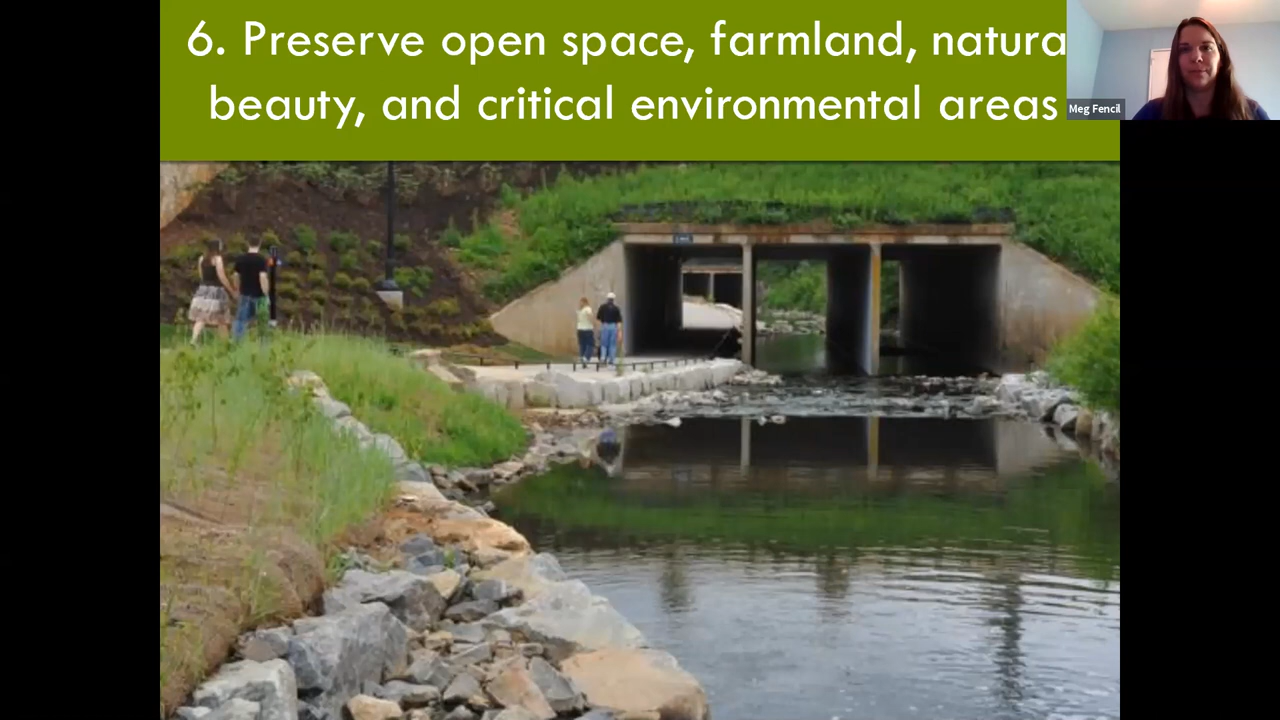 6. Preserve open space, farmland, natura
beauty, and critical environmental areas
Meg Fencil